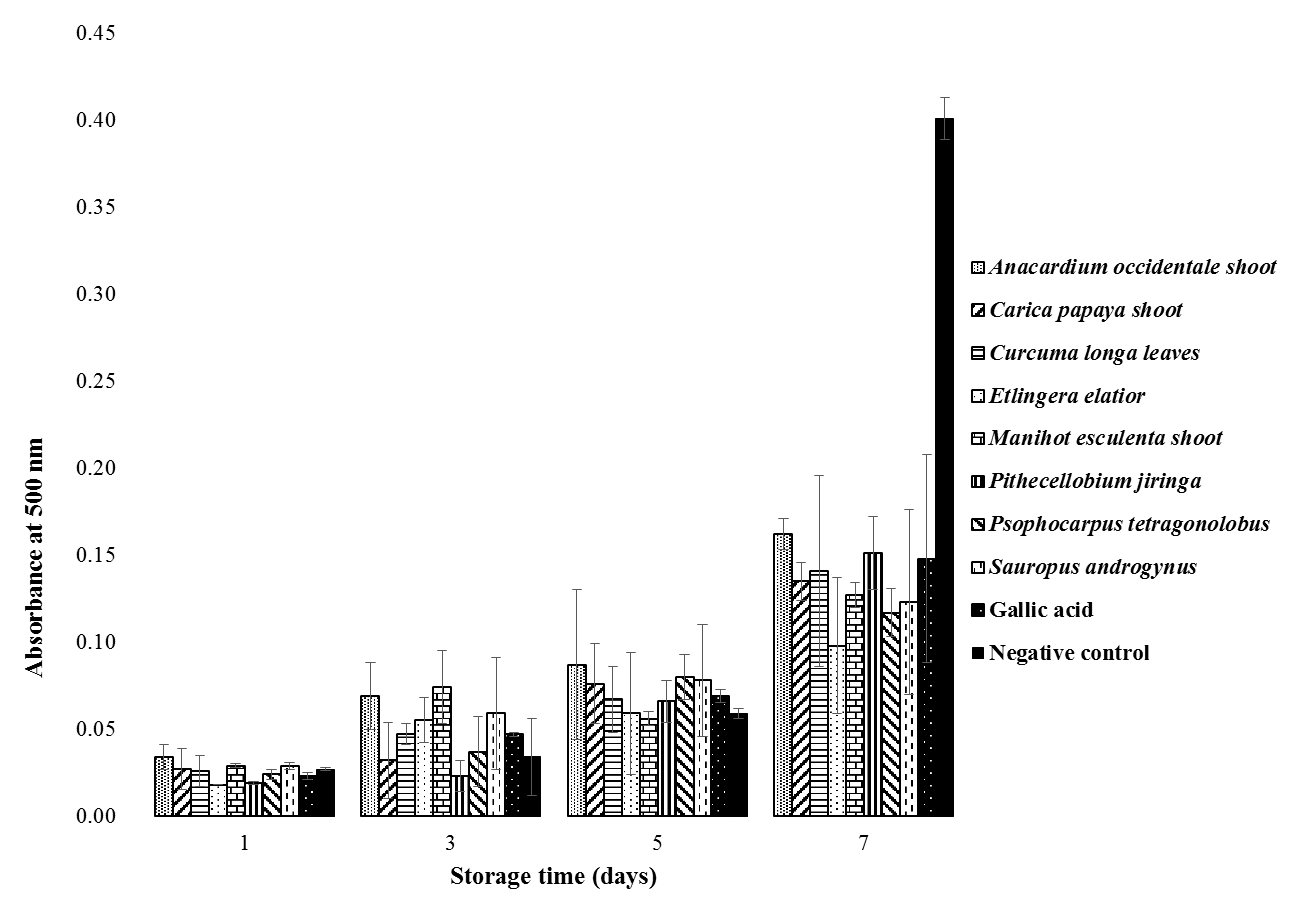 0.45
0.40
0.35
0.30
0.25
0.20
0.15
0.10
0.05
0.00
Absorbance at 500 nm
1 3 5 7
Storage time (days)
Anacardium occidentale shoot
Carica papaya shoot
Curcuma longa leaves
Etlingera elatior
Manihot esculenta shoot
Pithecellobium jiringa
Psophocarpus tetragonolobus
Sauropus androgynus
Gallic acid
Negative control